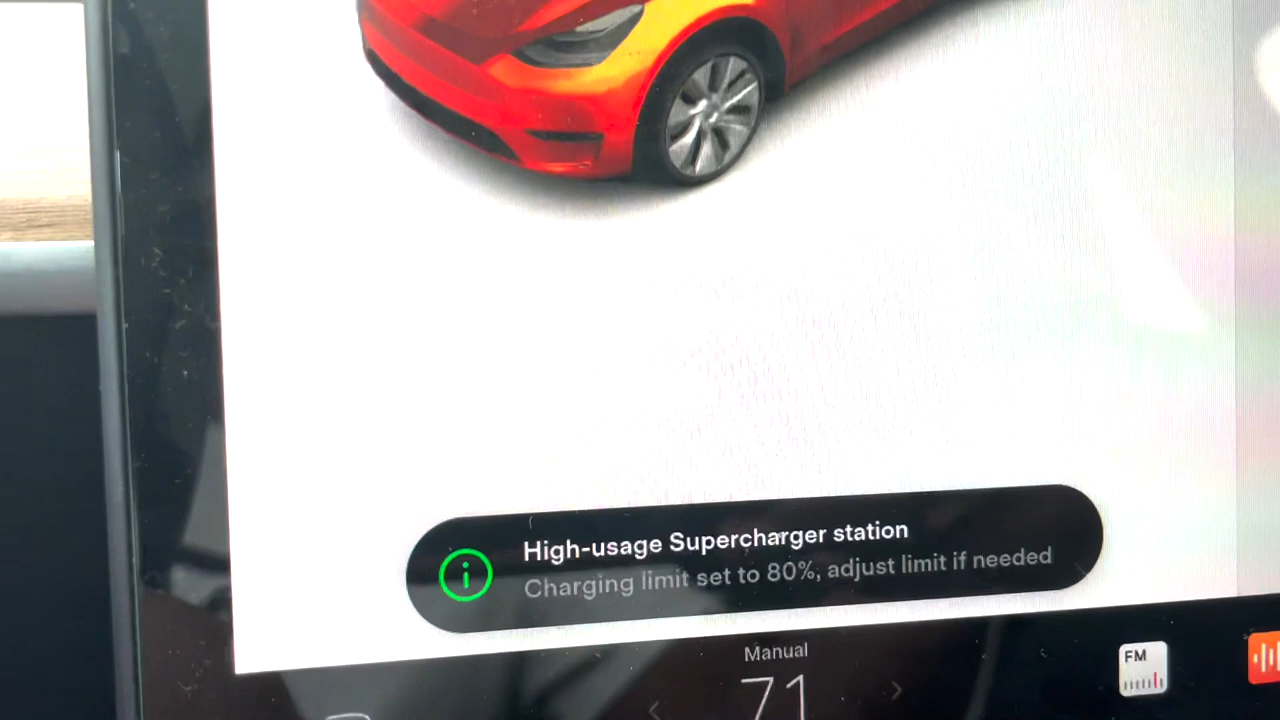 High-usage Supercharger station
Charging limit set to 80%, adjust limit if needed
Manual
71
FM